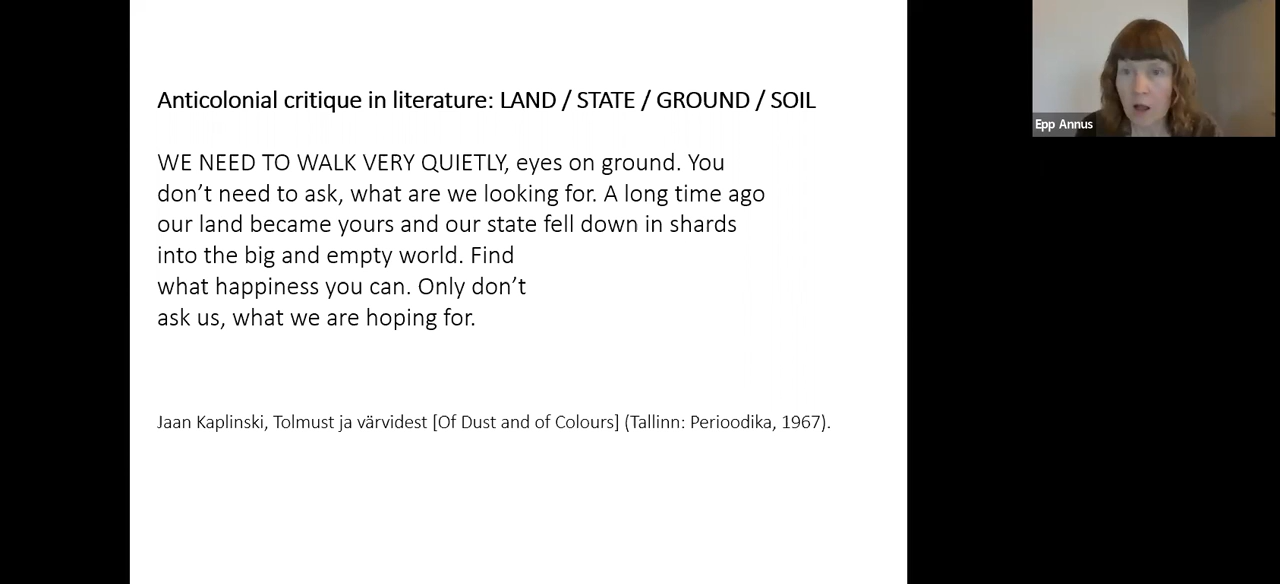 Anticolonial critique in literature: LAND / STATE / GROUND / SOIL
WE NEED TO WALK VERY QUIETLY, eyes on ground. You
don’t need to ask, what are we looking for. A long time ago
our land became yours and our state fell down in shards
into the big and empty world. Find
what happiness you can. Only don’t
ask us, what we are hoping for.
Jaan Kaplinski, Tolmust ja värvidest [Of Dust and of Colours] (Tallinn: Perioodika, 1967).
Epp Annus